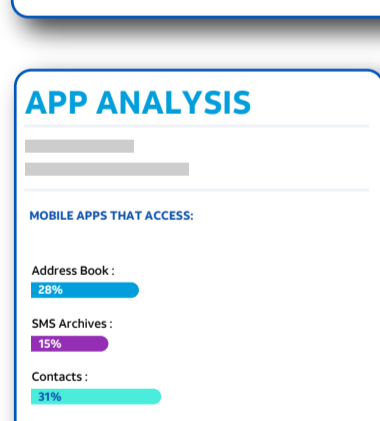 APP ANALYSIS
MOBILE APPS THAT ACCESS:
Address Book :
28%
SMS Archives :
15%
Contacts :
31%